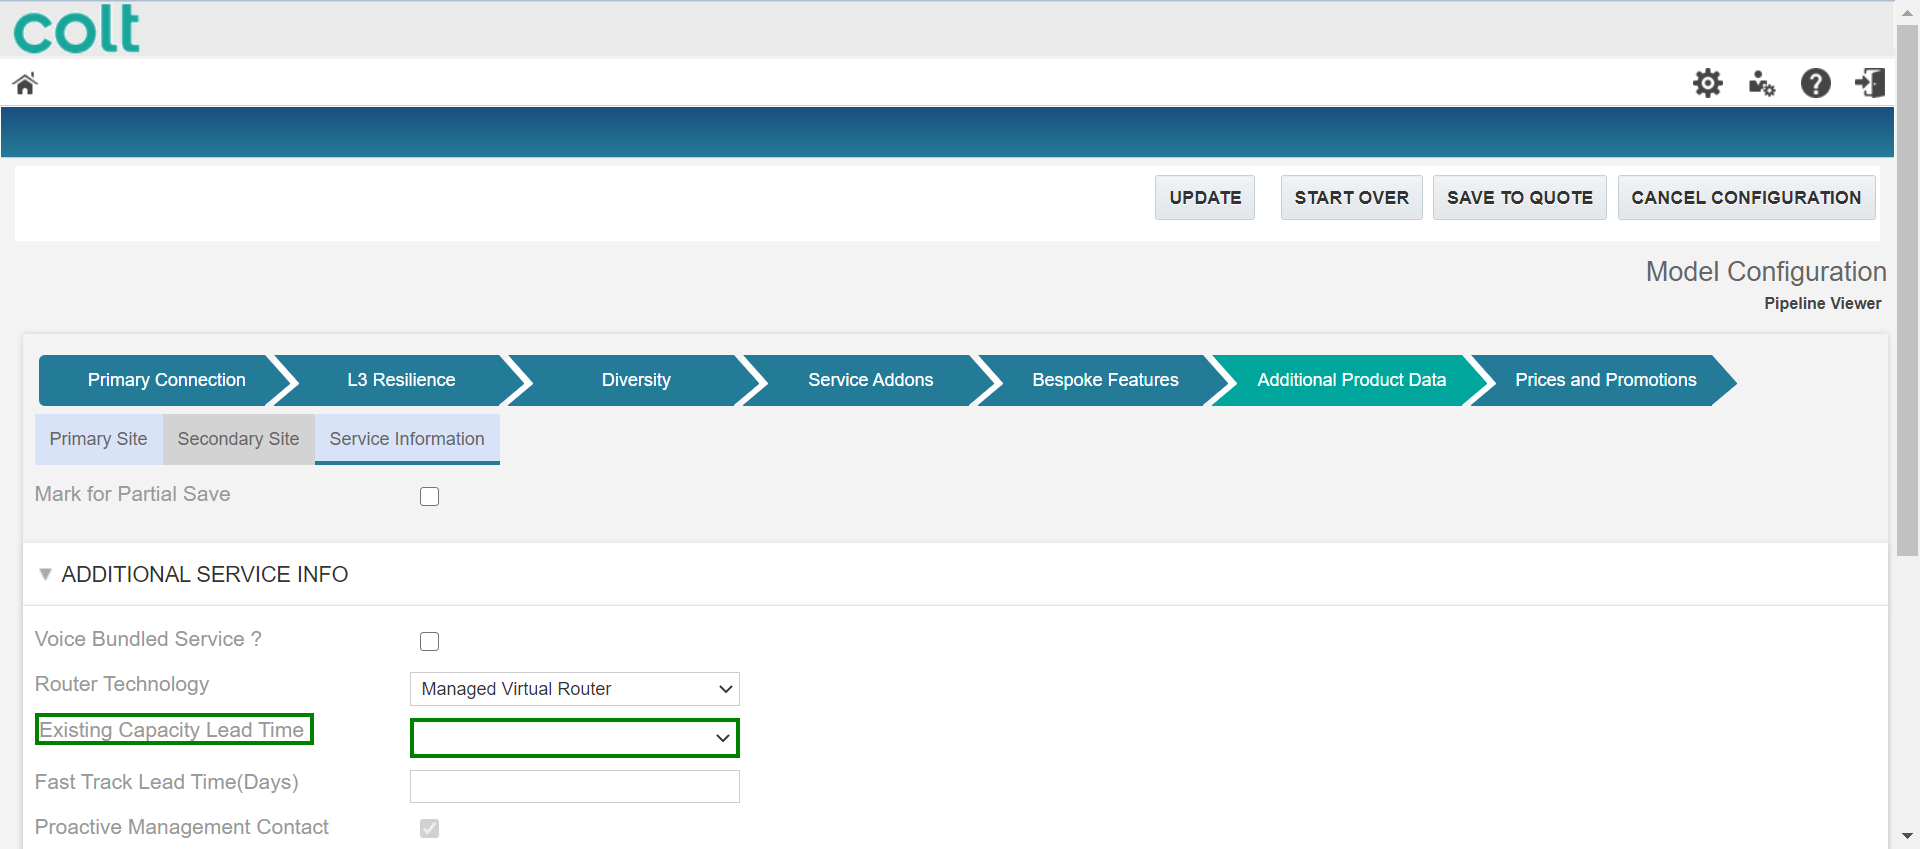 colt
UPDATE START OVER SAVE TO QUOTE CANCEL CONFIGURATION
Model Configuration
Pipeline Viewer
Primary Connection L3 Resilience Diversity Service Addons Bespoke Features Additional Product Data Prices and Promotions
Primary Site Secondary Site Service Information
Mark for Partial Save
ADDITIONAL SERVICE INFO
Voice Bundled Service ?
Router Technology Managed Virtual Router
Existing Capacity Lead Time
Fast Track Lead Time(Days)
Proactive Management Contact